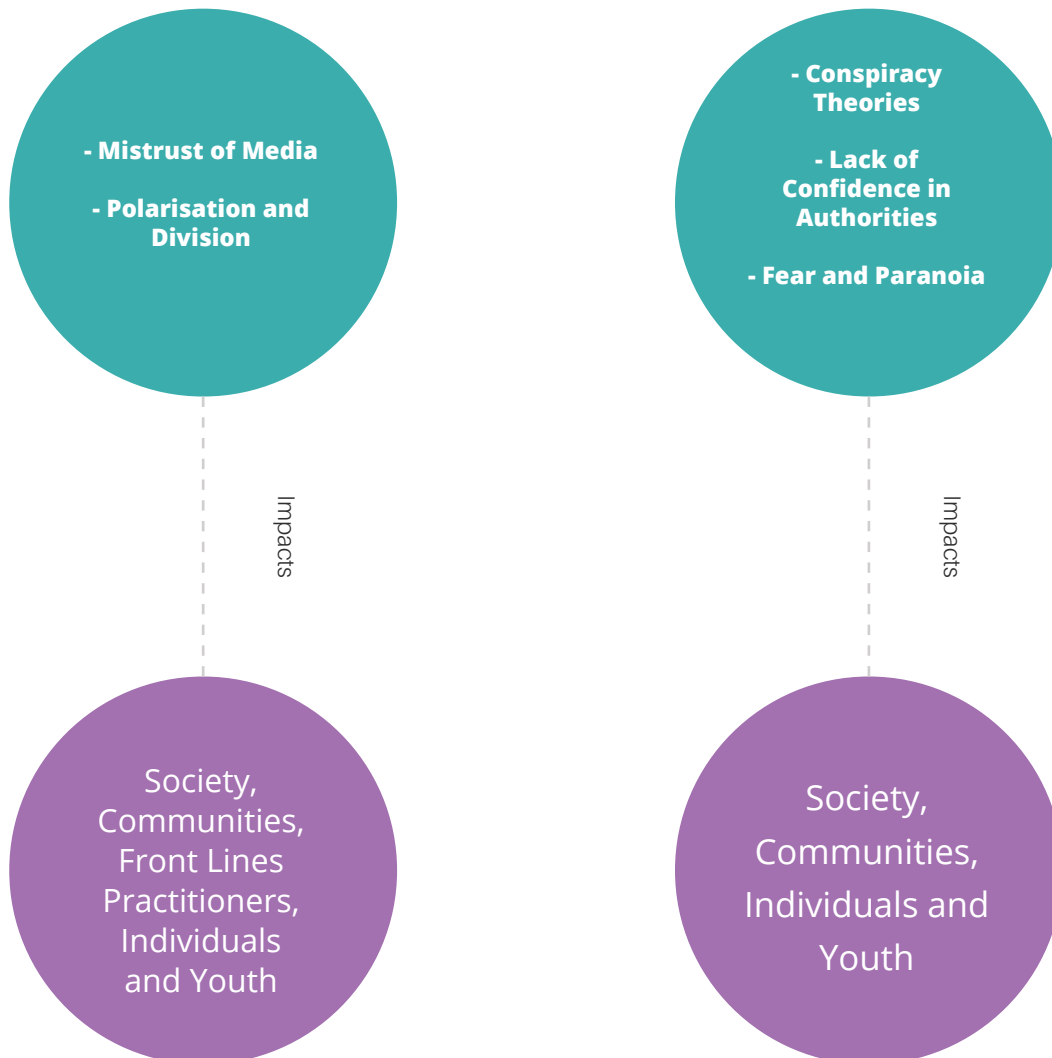 - Mistrust of Media
- Polarisation and
Division
Impacts
Society,
Communities,
Front Lines
Practitioners,
Individuals
and Youth
- Conspiracy
Theories
- Lack of
Confidence in
Authorities
- Fear and Paranoia
Impacts
Society,
Communities,
Individuals and
Youth